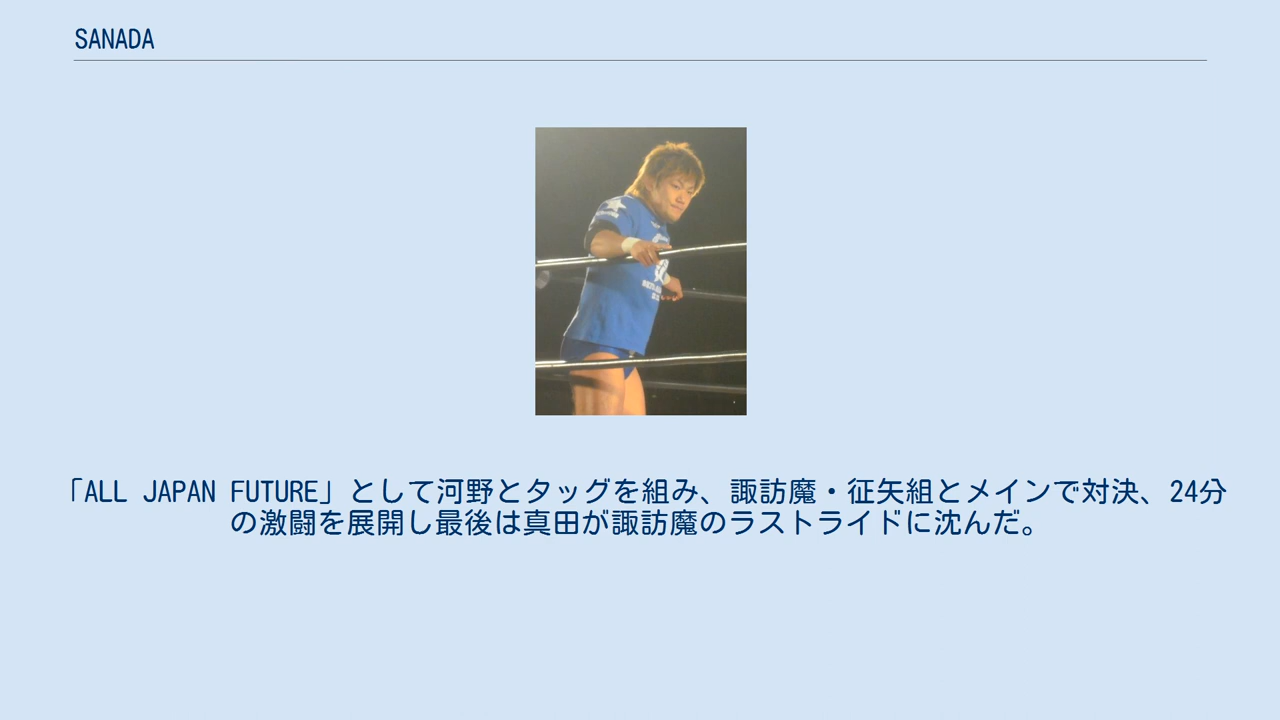 SANADA
「ALL JAPAN FUTURE」として河野とタッグを組み、諏訪魔・征矢組とメインで対決、24分
の激闘を展開し最後は真田が諏訪魔のラストライドに沈んだ。